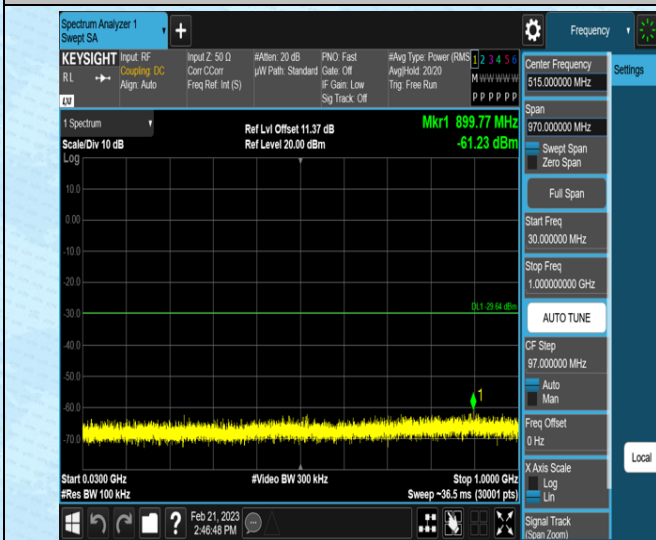 Spectrum Analyzer 1
Swept SA
+
Frequency
KEYSIGHT
RL
LXI
Input: RF
Coupling: DC
Align: Auto
Input Z: 50 Ω
Corr CCorr
Freq Ref: Int (S)
#Atten: 20 dB
µW Path: Standard
PNO: Fast
Gate: Off
IF Gain: Low
Sig Track: Off
#Avg Type: Power (RMS
Avg|Hold: 20/20
Trig: Free Run
1 2 3 4 5 6
M W W W W W
P P P P P P
Center Frequency
515.000000 MHz
Settings
Span
970.000000 MHz
Swept Span
Zero Span
Full Span
Start Freq
30.000000 MHz
Stop Freq
1.000000000 GHz
AUTO TUNE
CF Step
97.000000 MHz
Auto
Man
Freq Offset
0 Hz
X Axis Scale
Log
Lin
Signal Track
(Span Zoom)
Local
1 Spectrum
Scale/Div 10 dB
Log
Ref Lvl Offset 11.37 dB
Ref Level 20.00 dBm
Mkr1 899.77 MHz
-61.23 dBm
10.0
0.00
-10.0
-20.0
-30.0
-40.0
-50.0
-60.0
-70.0
DL1 -29.64 dBm
1
Start 0.0300 GHz
#Res BW 100 kHz
#Video BW 300 kHz
Stop 1.0000 GHz
Sweep ~36.5 ms (30001 pts)
?
Feb 21, 2023
2:46:48 PM